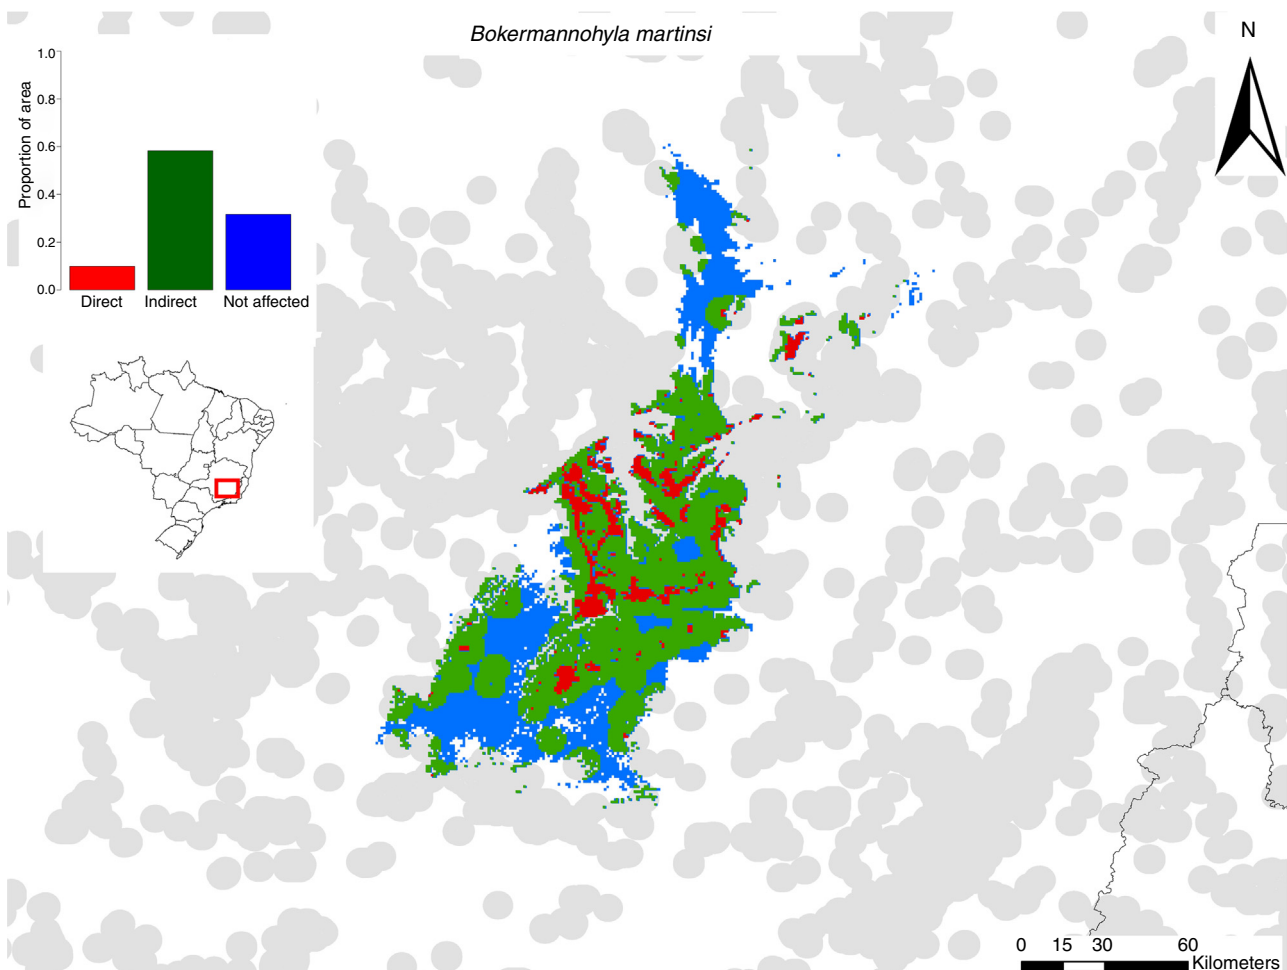 Bokermannohyla martinsi
N
1.0
0.8
0.6
0.4
0.2
0.0
Proportion of area
Direct Indirect Not affected
0 15 30 60
Kilometers